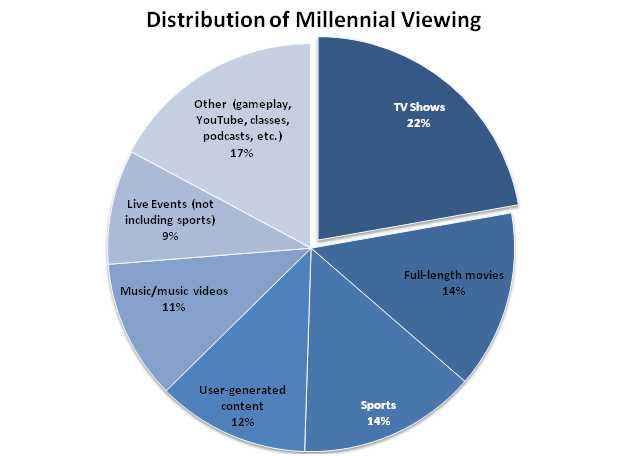 Distribution of Millennial Viewing
TV Shows
22%
Full-length movies
14%
Sports
14%
User-generated
content
12%
Music/music videos
11%
Live Events (not
including sports)
9%
Other (gameplay,
YouTube, classes,
podcasts, etc.)
17%